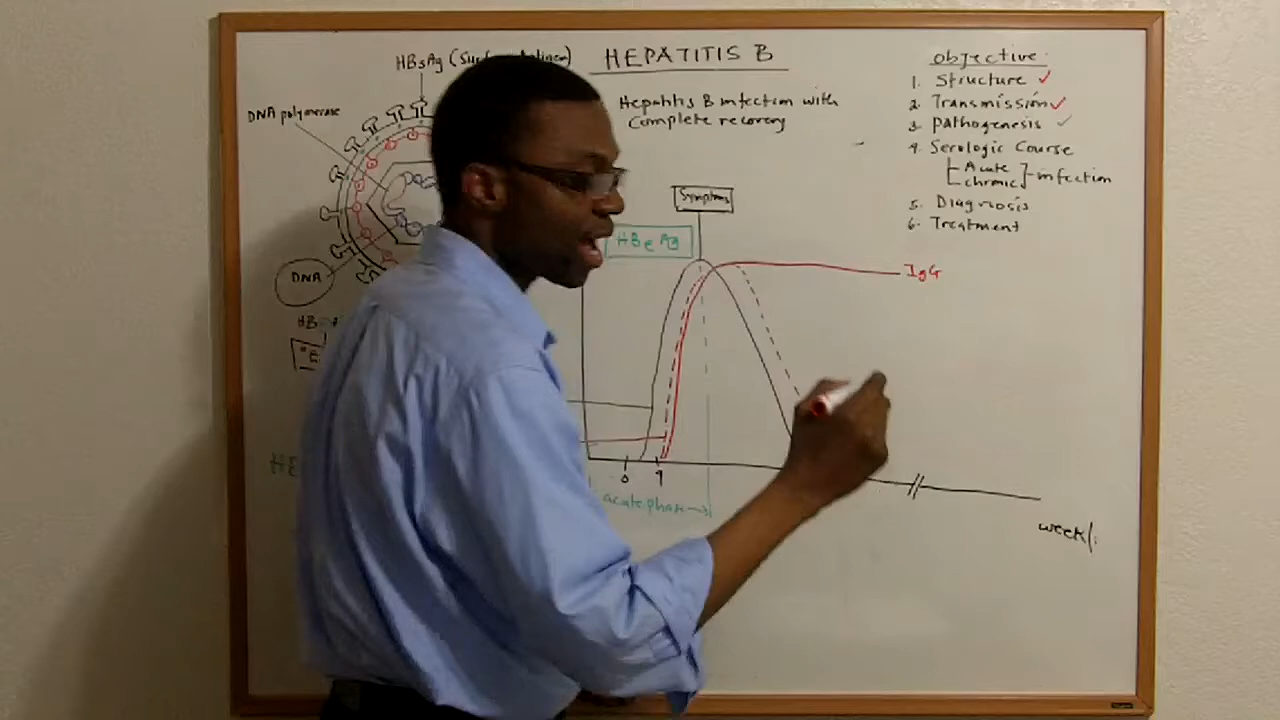 HEPATITIS B
HBsAg (Surface Antigen)
DNA polymerase
DNA
HB
HE
Hepatitis B infection with
Complete recovery
Symptoms
HBeAg
IgG
acute phase
week
Objective:
1. Structure ✓
2. Transmission ✓
3. pathogenesis ✓
4. Serologic Course
Acute
chronic
infection
5. Diagnosis
6. Treatment